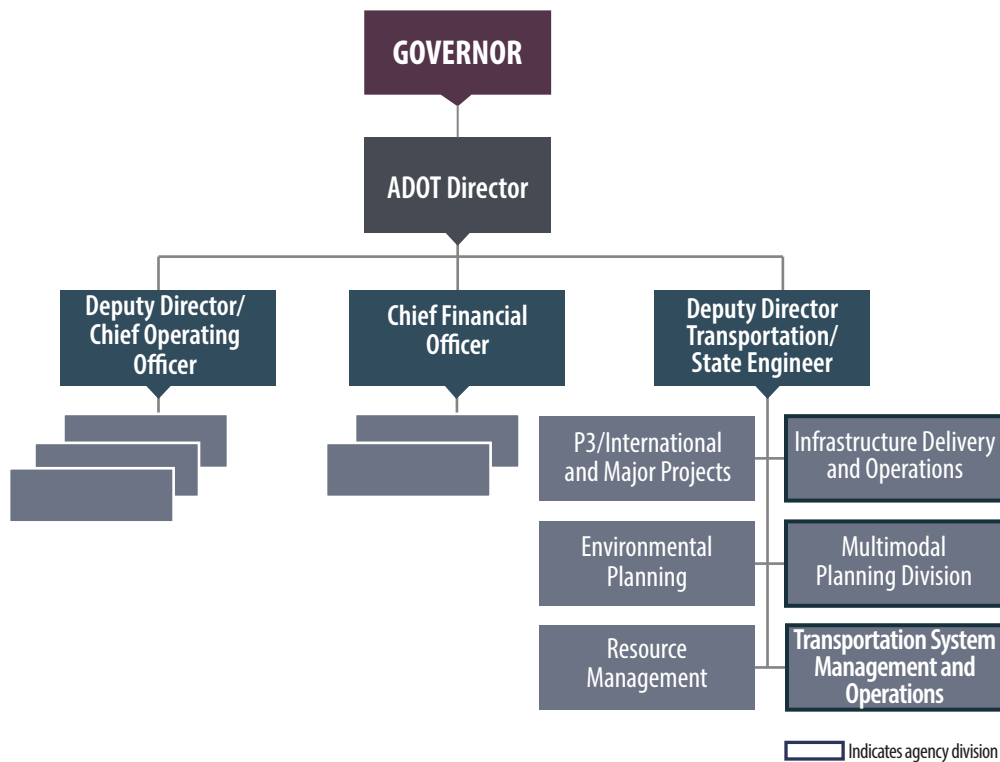 GOVERNOR
ADOT Director
Deputy Director/
Chief Operating
Officer
Chief Financial
Officer
Deputy Director
Transportation/
State Engineer
P3/International
and Major Projects
Infrastructure Delivery
and Operations
Environmental
Planning
Multimodal
Planning Division
Resource
Management
Transportation System
Management and
Operations
Indicates agency division